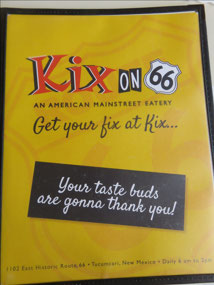 Kix ON 66
AN AMERICAN MAINSTREET EATERY
Get your fix at Kix...
Your taste buds
are gonna thank you!
1102 East Historic Route 66 • Tucumcari, New Mexico • Daily 6 am to 2pm